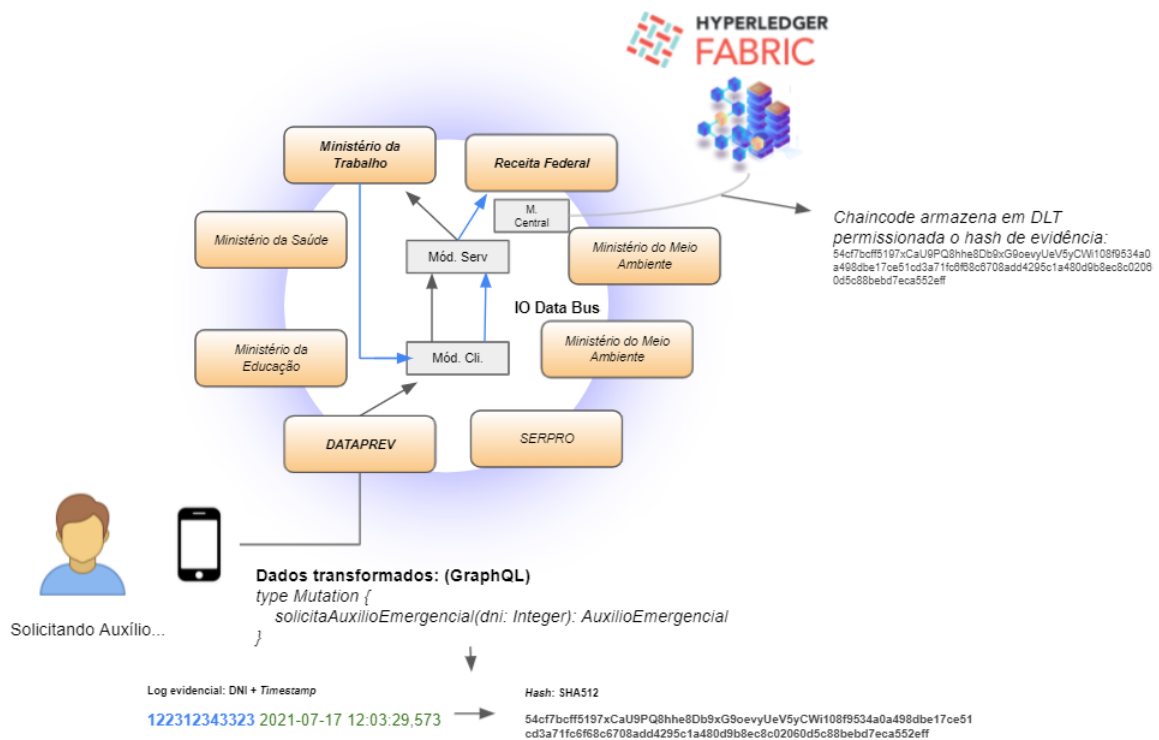 HYPERLEDGER
FABRIC
Ministério da
Trabalho
Receita Federal
M.
Central
Ministério da Saúde
Mód. Serv
Ministério do Meio
Ambiente
Chaincode armazena em DLT
permissionada o hash de evidência:
54cf7bcff5197xCaU9PQ8hhe8Db9xG9oevyUeV5yCWi108f9534a0
a498dbe17ce51cd3a71fc6f68c6708add4295c1a480d9b8ec8c02060
0d5c88bebd7eca552eff
IO Data Bus
Ministério da
Educação
Mód. Cli.
Ministério do Meio
Ambiente
DATAPREV
SERPRO
Dados transformados: (GraphQL)
type Mutation {
solicitaAuxilioEmergencial(dni: Integer): AuxilioEmergencial
}
Solicitando Auxílio...
Log evidencial: DNI + Timestamp
Hash: SHA512
122312343323 2021-07-17 12:03:29,573
54cf7bcff5197xCaU9PQ8hhe8Db9xG9oevyUeV5yCWi108f9534a0a498dbe17ce51
cd3a71fc6f68c6708add4295c1a480d9b8ec8c02060d5c88bebd7eca552eff